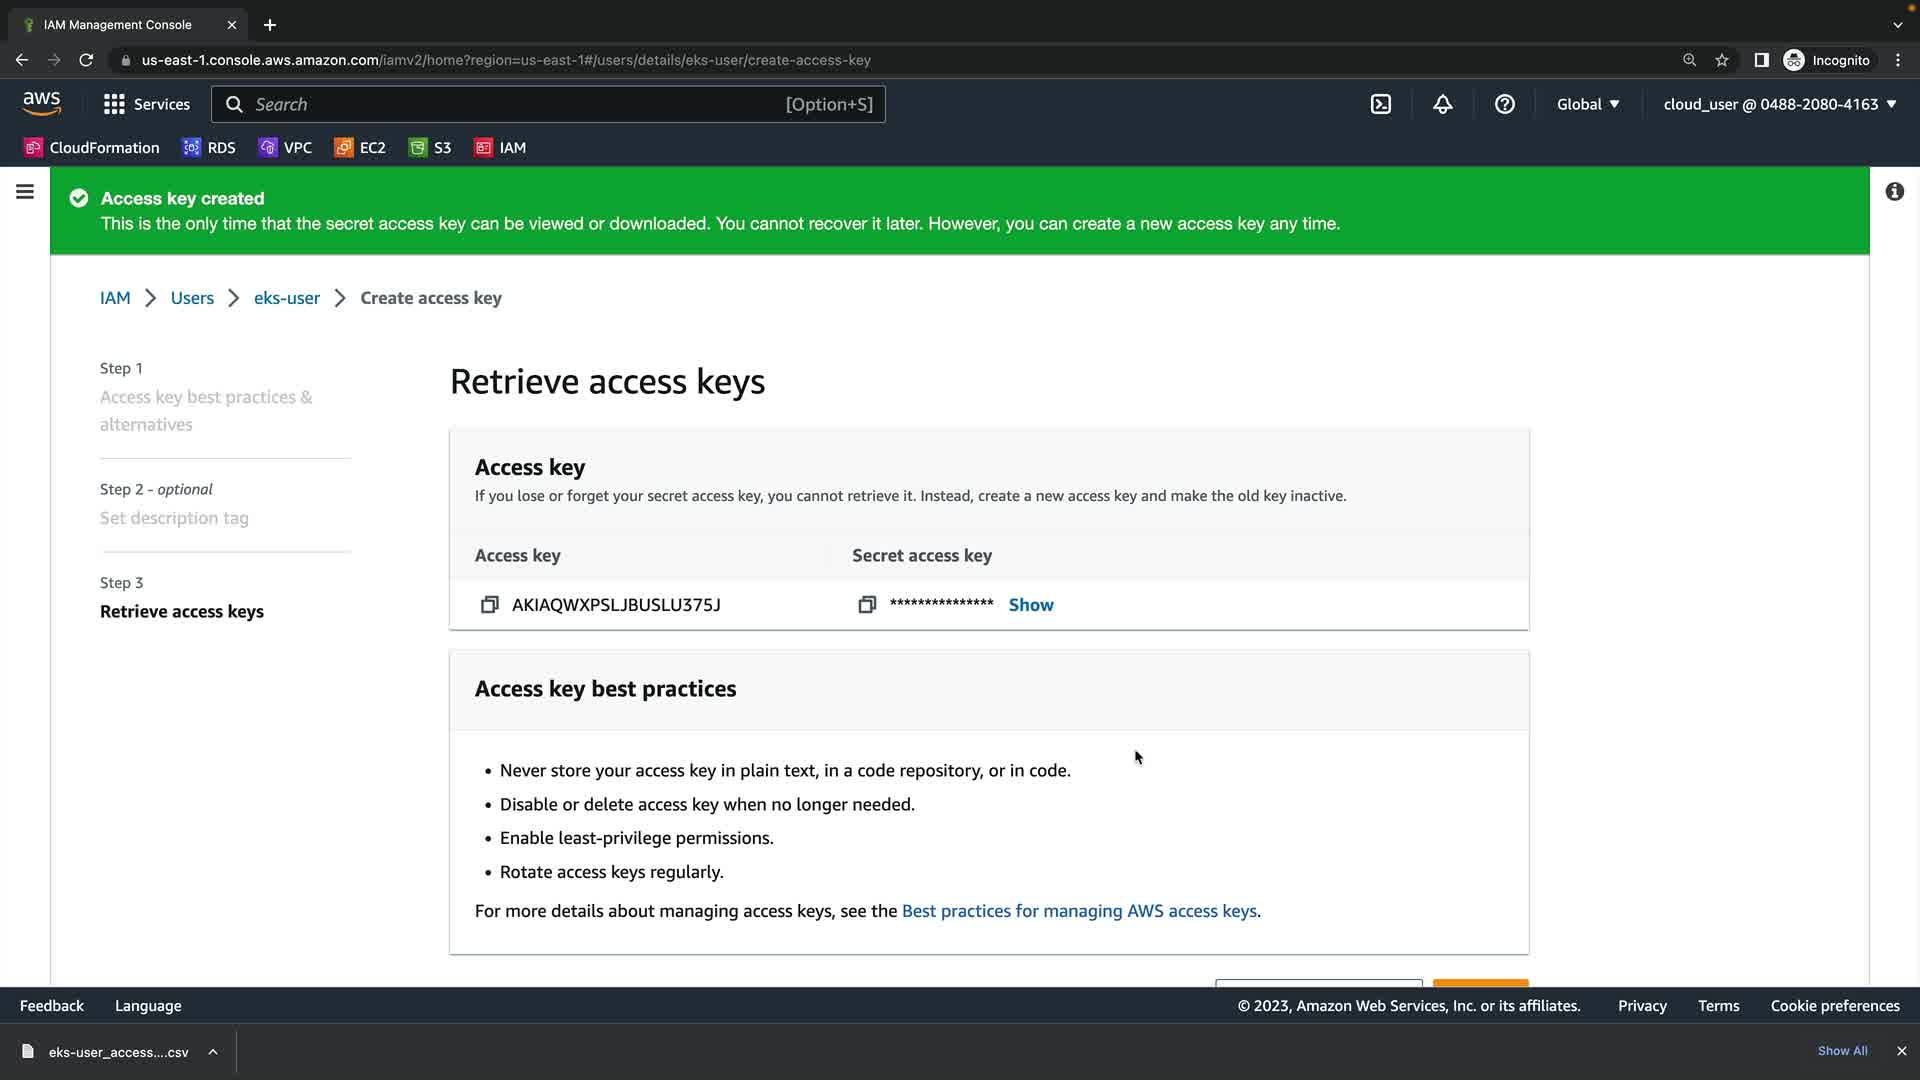 IAM Management Console
us-east-1.console.aws.amazon.com/iamv2/home?region=us-east-1#/users/details/eks-user/create-access-key
Incognito
aws
Services
Search
[Option+S]
Global
cloud_user @ 0488-2080-4163
CloudFormation
RDS
VPC
EC2
S3
IAM
Access key created
This is the only time that the secret access key can be viewed or downloaded. You cannot recover it later. However, you can create a new access key any time.
IAM
Users
eks-user
Create access key
Step 1
Access key best practices &
alternatives
Step 2 - optional
Set description tag
Step 3
Retrieve access keys
Retrieve access keys
Access key
If you lose or forget your secret access key, you cannot retrieve it. Instead, create a new access key and make the old key inactive.
Access key
Secret access key
AKIAQWXPSLJBUSLU375J
***************
Show
Access key best practices
• Never store your access key in plain text, in a code repository, or in code.
• Disable or delete access key when no longer needed.
• Enable least-privilege permissions.
• Rotate access keys regularly.
For more details about managing access keys, see the Best practices for managing AWS access keys.
Feedback
Language
© 2023, Amazon Web Services, Inc. or its affiliates.
Privacy
Terms
Cookie preferences
eks-user_access....csv
Show All